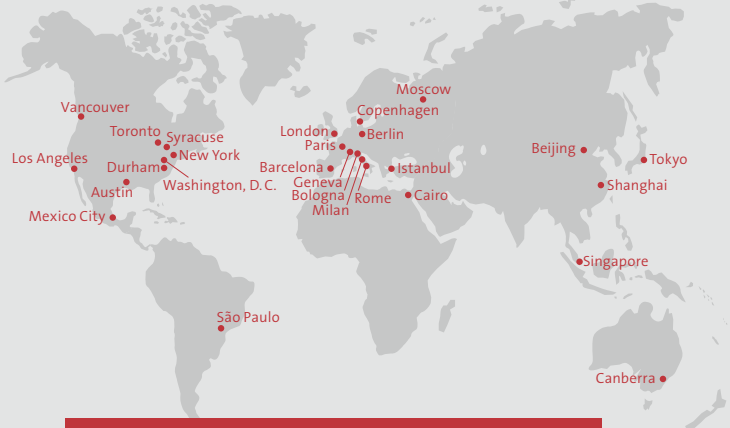 Moscow
Vancouver
Copenhagen
Toronto
Syracuse
London
Berlin
Paris
New York
Beijing
Los Angeles
Tokyo
Durham
Barcelona
Istanbul
Washington, D.C.
Geneva
Shanghai
Austin
Bologna
Rome
Cairo
Milan
Mexico City
Singapore
São Paulo
Canberra